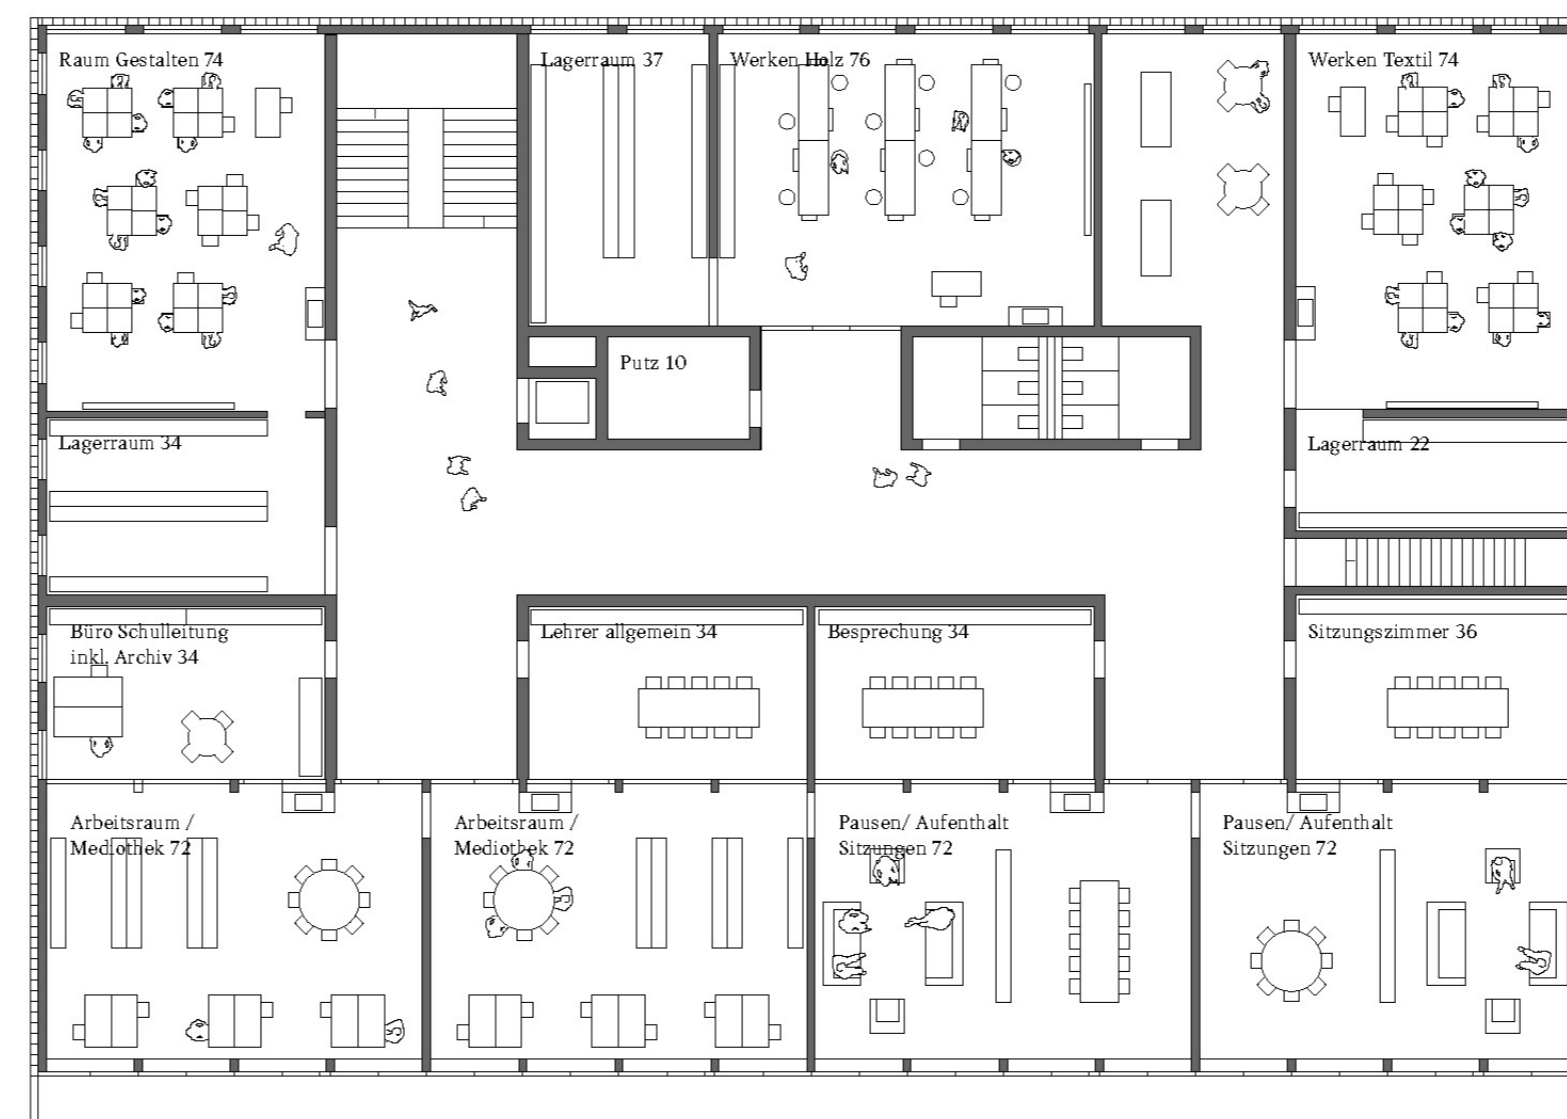 Raum Gestalten 74
Lagerraum 37
Werken Holz 76
Werken Textil 74
Putz 10
Lagerraum 34
Lagerraum 22
Büro Schulleitung
inkl. Archiv 34
Lehrer allgemein 34
Besprechung 34
Sitzungszimmer 36
Arbeitsraum /
Mediothek 72
Arbeitsraum /
Mediothek 72
Pausen/ Aufenthalt
Sitzungen 72
Pausen/ Aufenthalt
Sitzungen 72